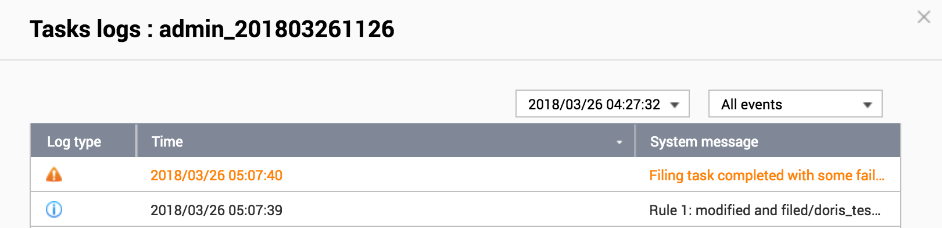 Tasks logs : admin_201803261126
2018/03/26 04:27:32 All events
Log type Time System message
2018/03/26 05:07:40 Filing task completed with some fail...
2018/03/26 05:07:39 Rule 1: modified and filed/doris_tes...